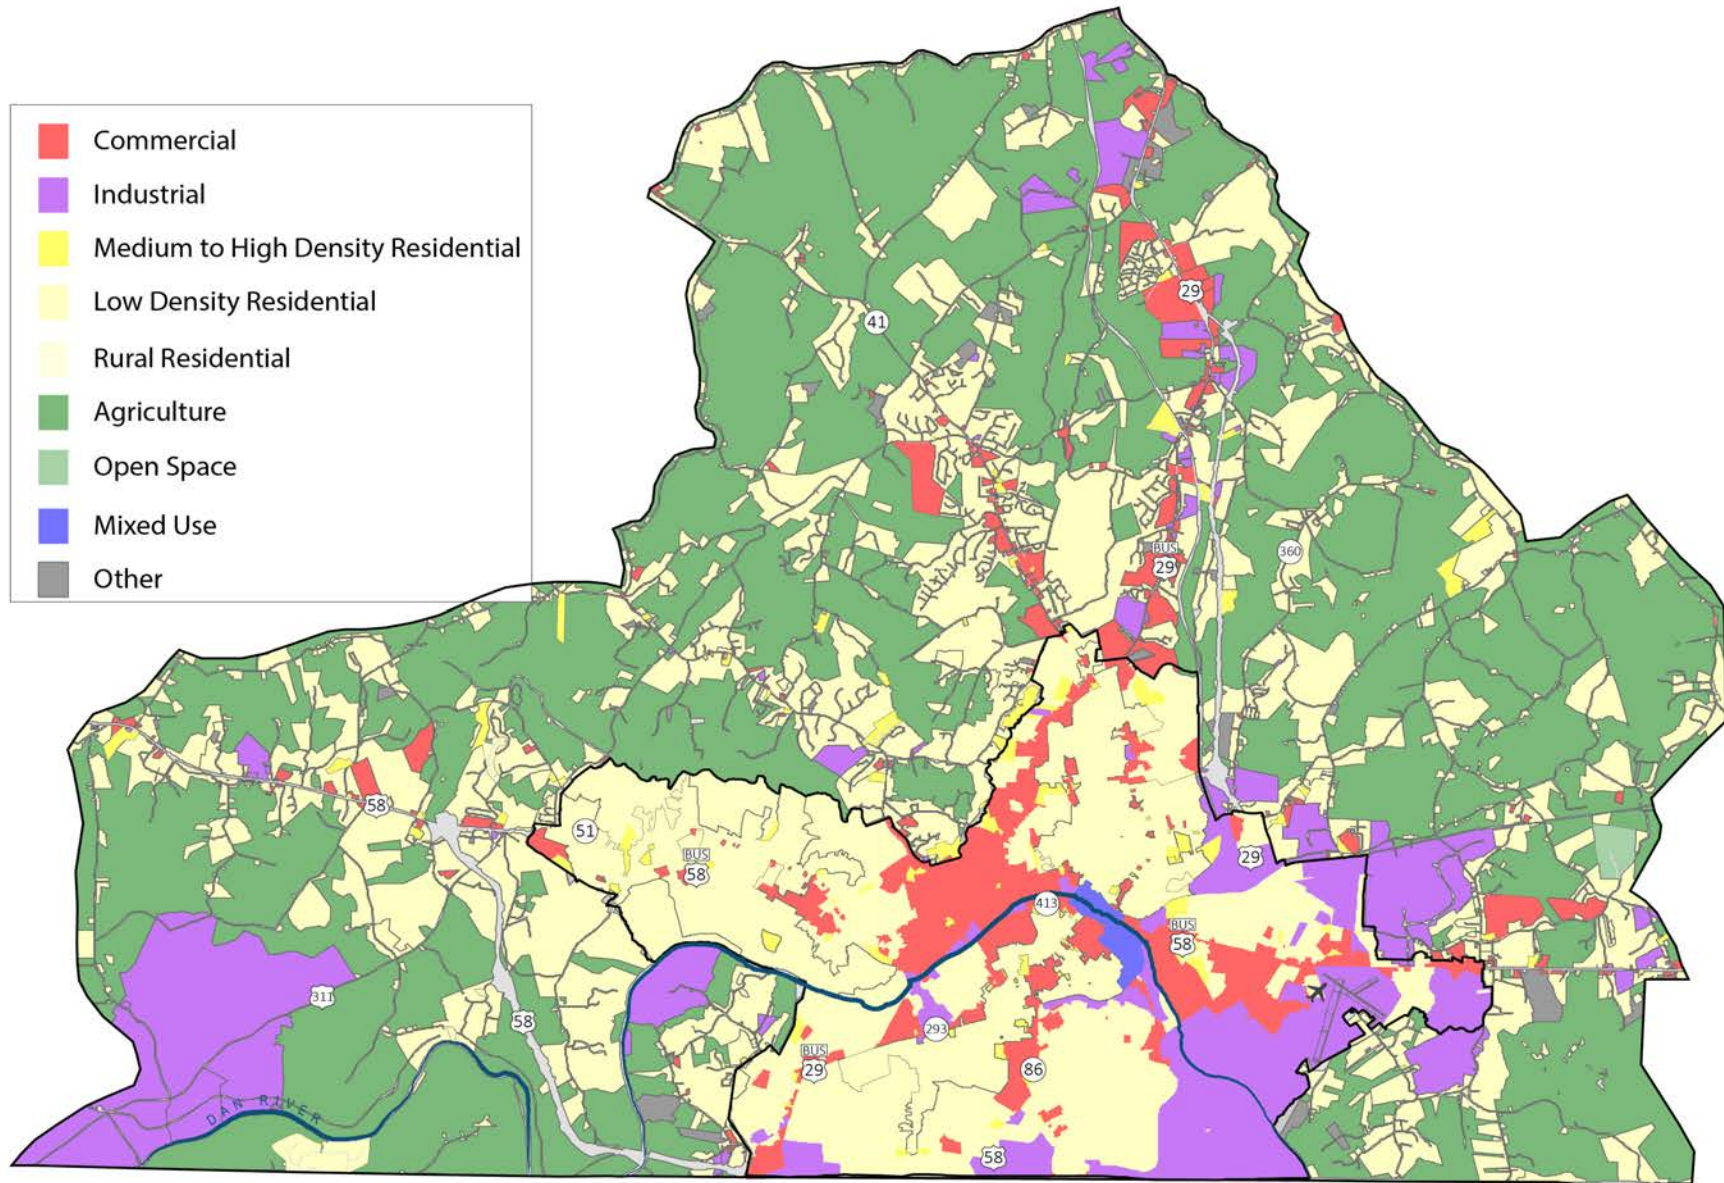 Commercial
Industrial
Medium to High Density Residential
Low Density Residential
Rural Residential
Agriculture
Open Space
Mixed Use
Other
29
41
BUS
29
360
58
51
BUS
58
29
413
BUS
58
311
58
293
BUS
29
86
DAN RIVER
58